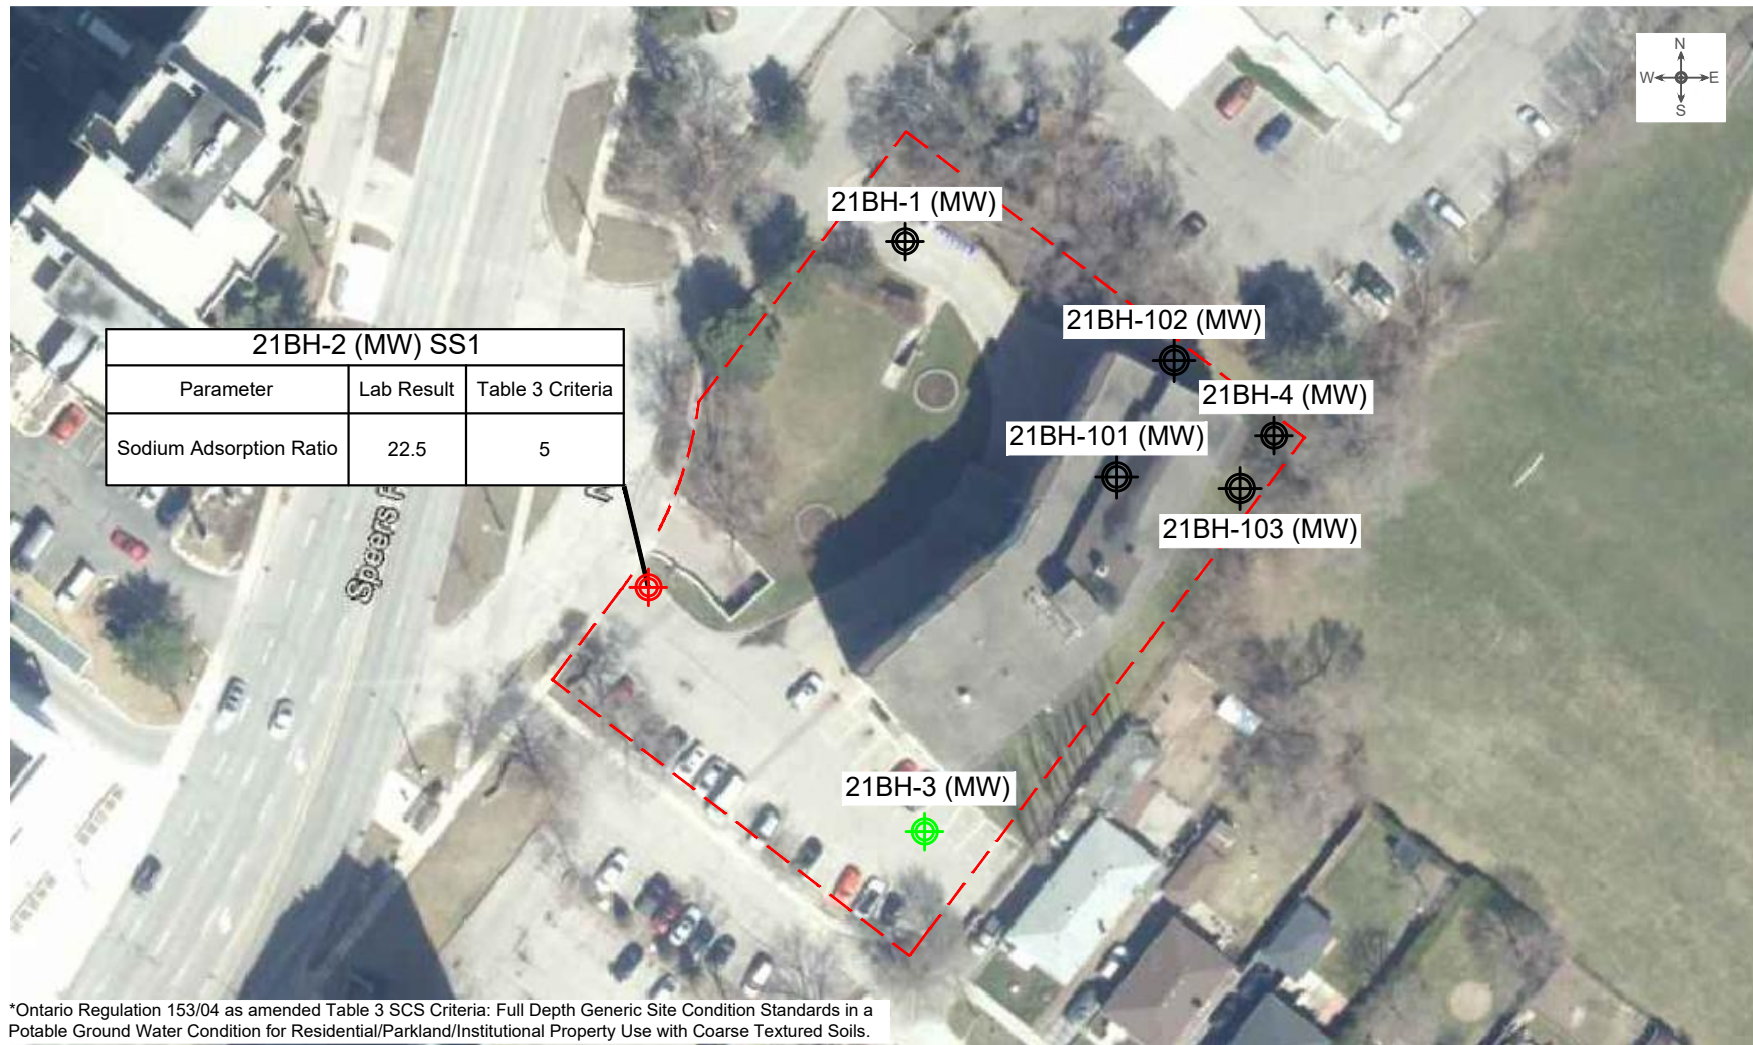 N
W E
S
21BH-1 (MW)
21BH-102 (MW)
21BH-2 (MW) SS1
Parameter Lab Result Table 3 Criteria
Sodium Adsorption Ratio 22.5 5
21BH-4 (MW)
21BH-101 (MW)
21BH-103 (MW)
Speers
21BH-3 (MW)
*Ontario Regulation 153/04 as amended Table 3 SCS Criteria: Full Depth Generic Site Condition Standards in a
Potable Ground Water Condition for Residential/Parkland/Institutional Property Use with Coarse Textured Soils.